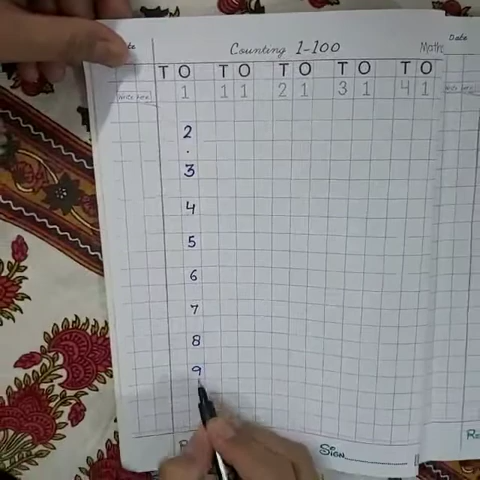 Date
Counting 1-100
Maths
Date
T O T O T O T O T O
1 1 1 2 1 3 1 4 1
2
3
4
5
6
7
8
9
Sign